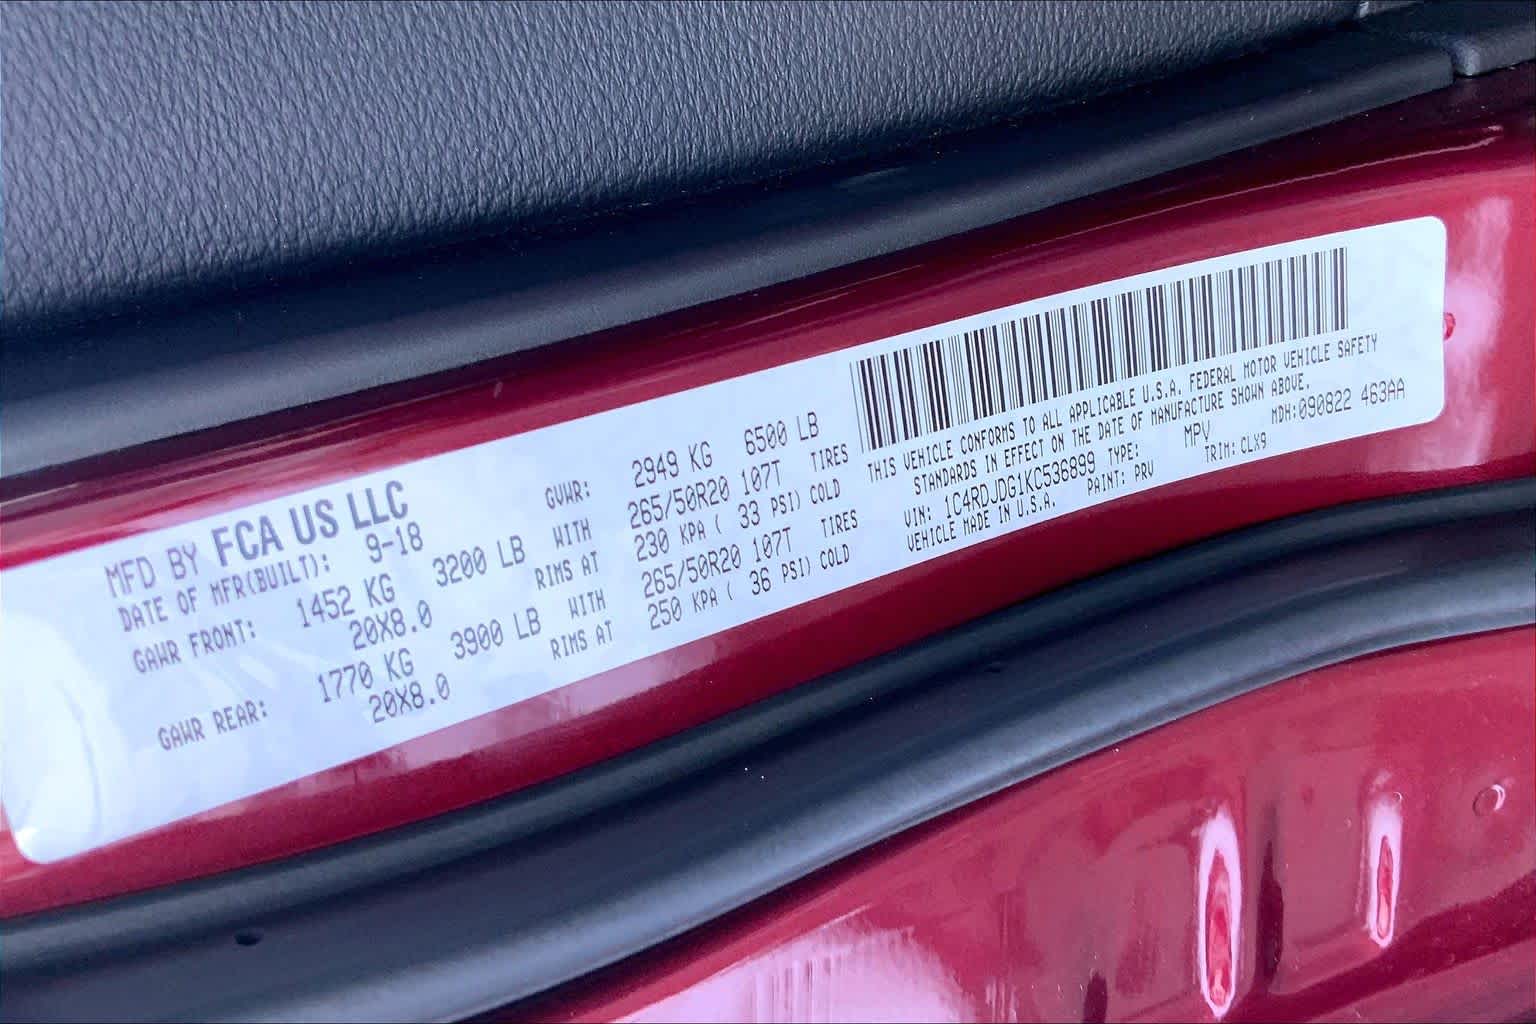 MFD BY FCA US LLC
DATE OF MFR(BUILT): 9-18 GVWR: 2949 KG 6500 LB
GAWR FRONT: 1452 KG 3200 LB WITH 265/50R20 107T TIRES
20X8.0 RIMS AT 230 KPA ( 33 PSI) COLD
GAWR REAR: 1770 KG 3900 LB WITH 265/50R20 107T TIRES
20X8.0 RIMS AT 250 KPA ( 36 PSI) COLD
THIS VEHICLE CONFORMS TO ALL APPLICABLE U.S.A. FEDERAL MOTOR VEHICLE SAFETY
STANDARDS IN EFFECT ON THE DATE OF MANUFACTURE SHOWN ABOVE.
VIN: 1C4RDJDG1KC536899 TYPE: MPV MDH:090822 463AA
VEHICLE MADE IN U.S.A. PAINT: PRV TRIM: CLX9